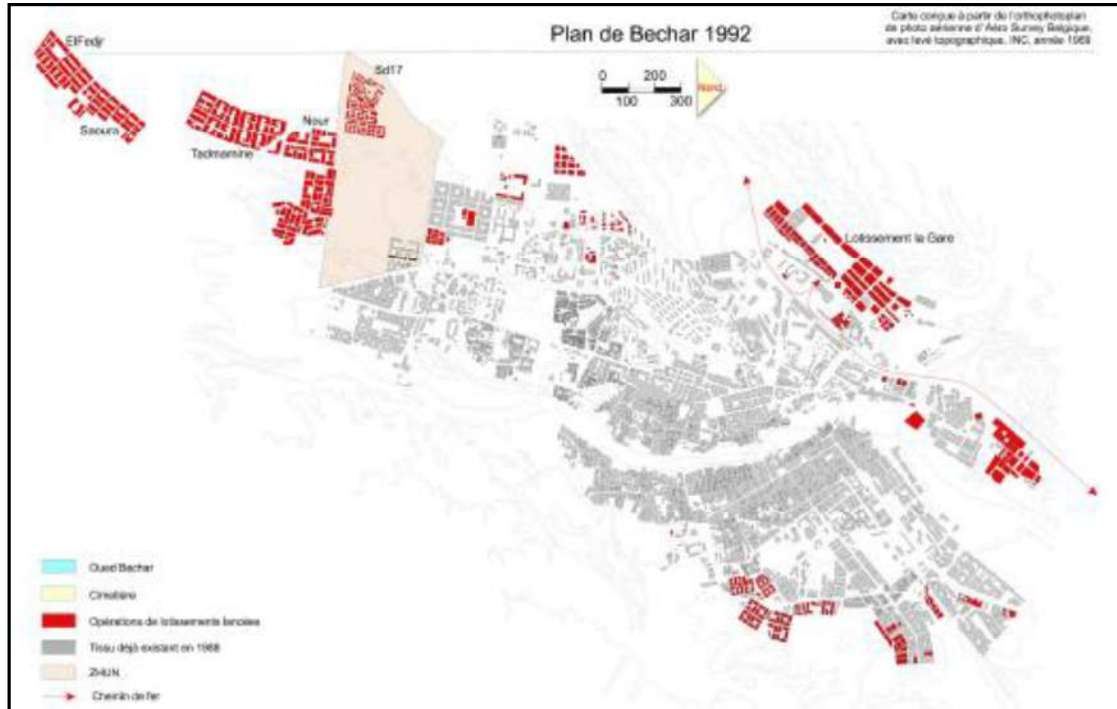 Plan de Bechar 1992
Carte conçue à partir de l'orthophotoplan
de photo aérienne d'Aéro Survey Belgique,
avec levé topographique, INC, année 1969
0 200
100 300
Nord
ElFedjr
Saoura
Tadmamine
Nour
Sd17
Lotissement la Gare
Oued Bechar
Cimetière
Opérations de lotissements lancées
Tissu déjà existant en 1986
ZHUN
Chemin de fer